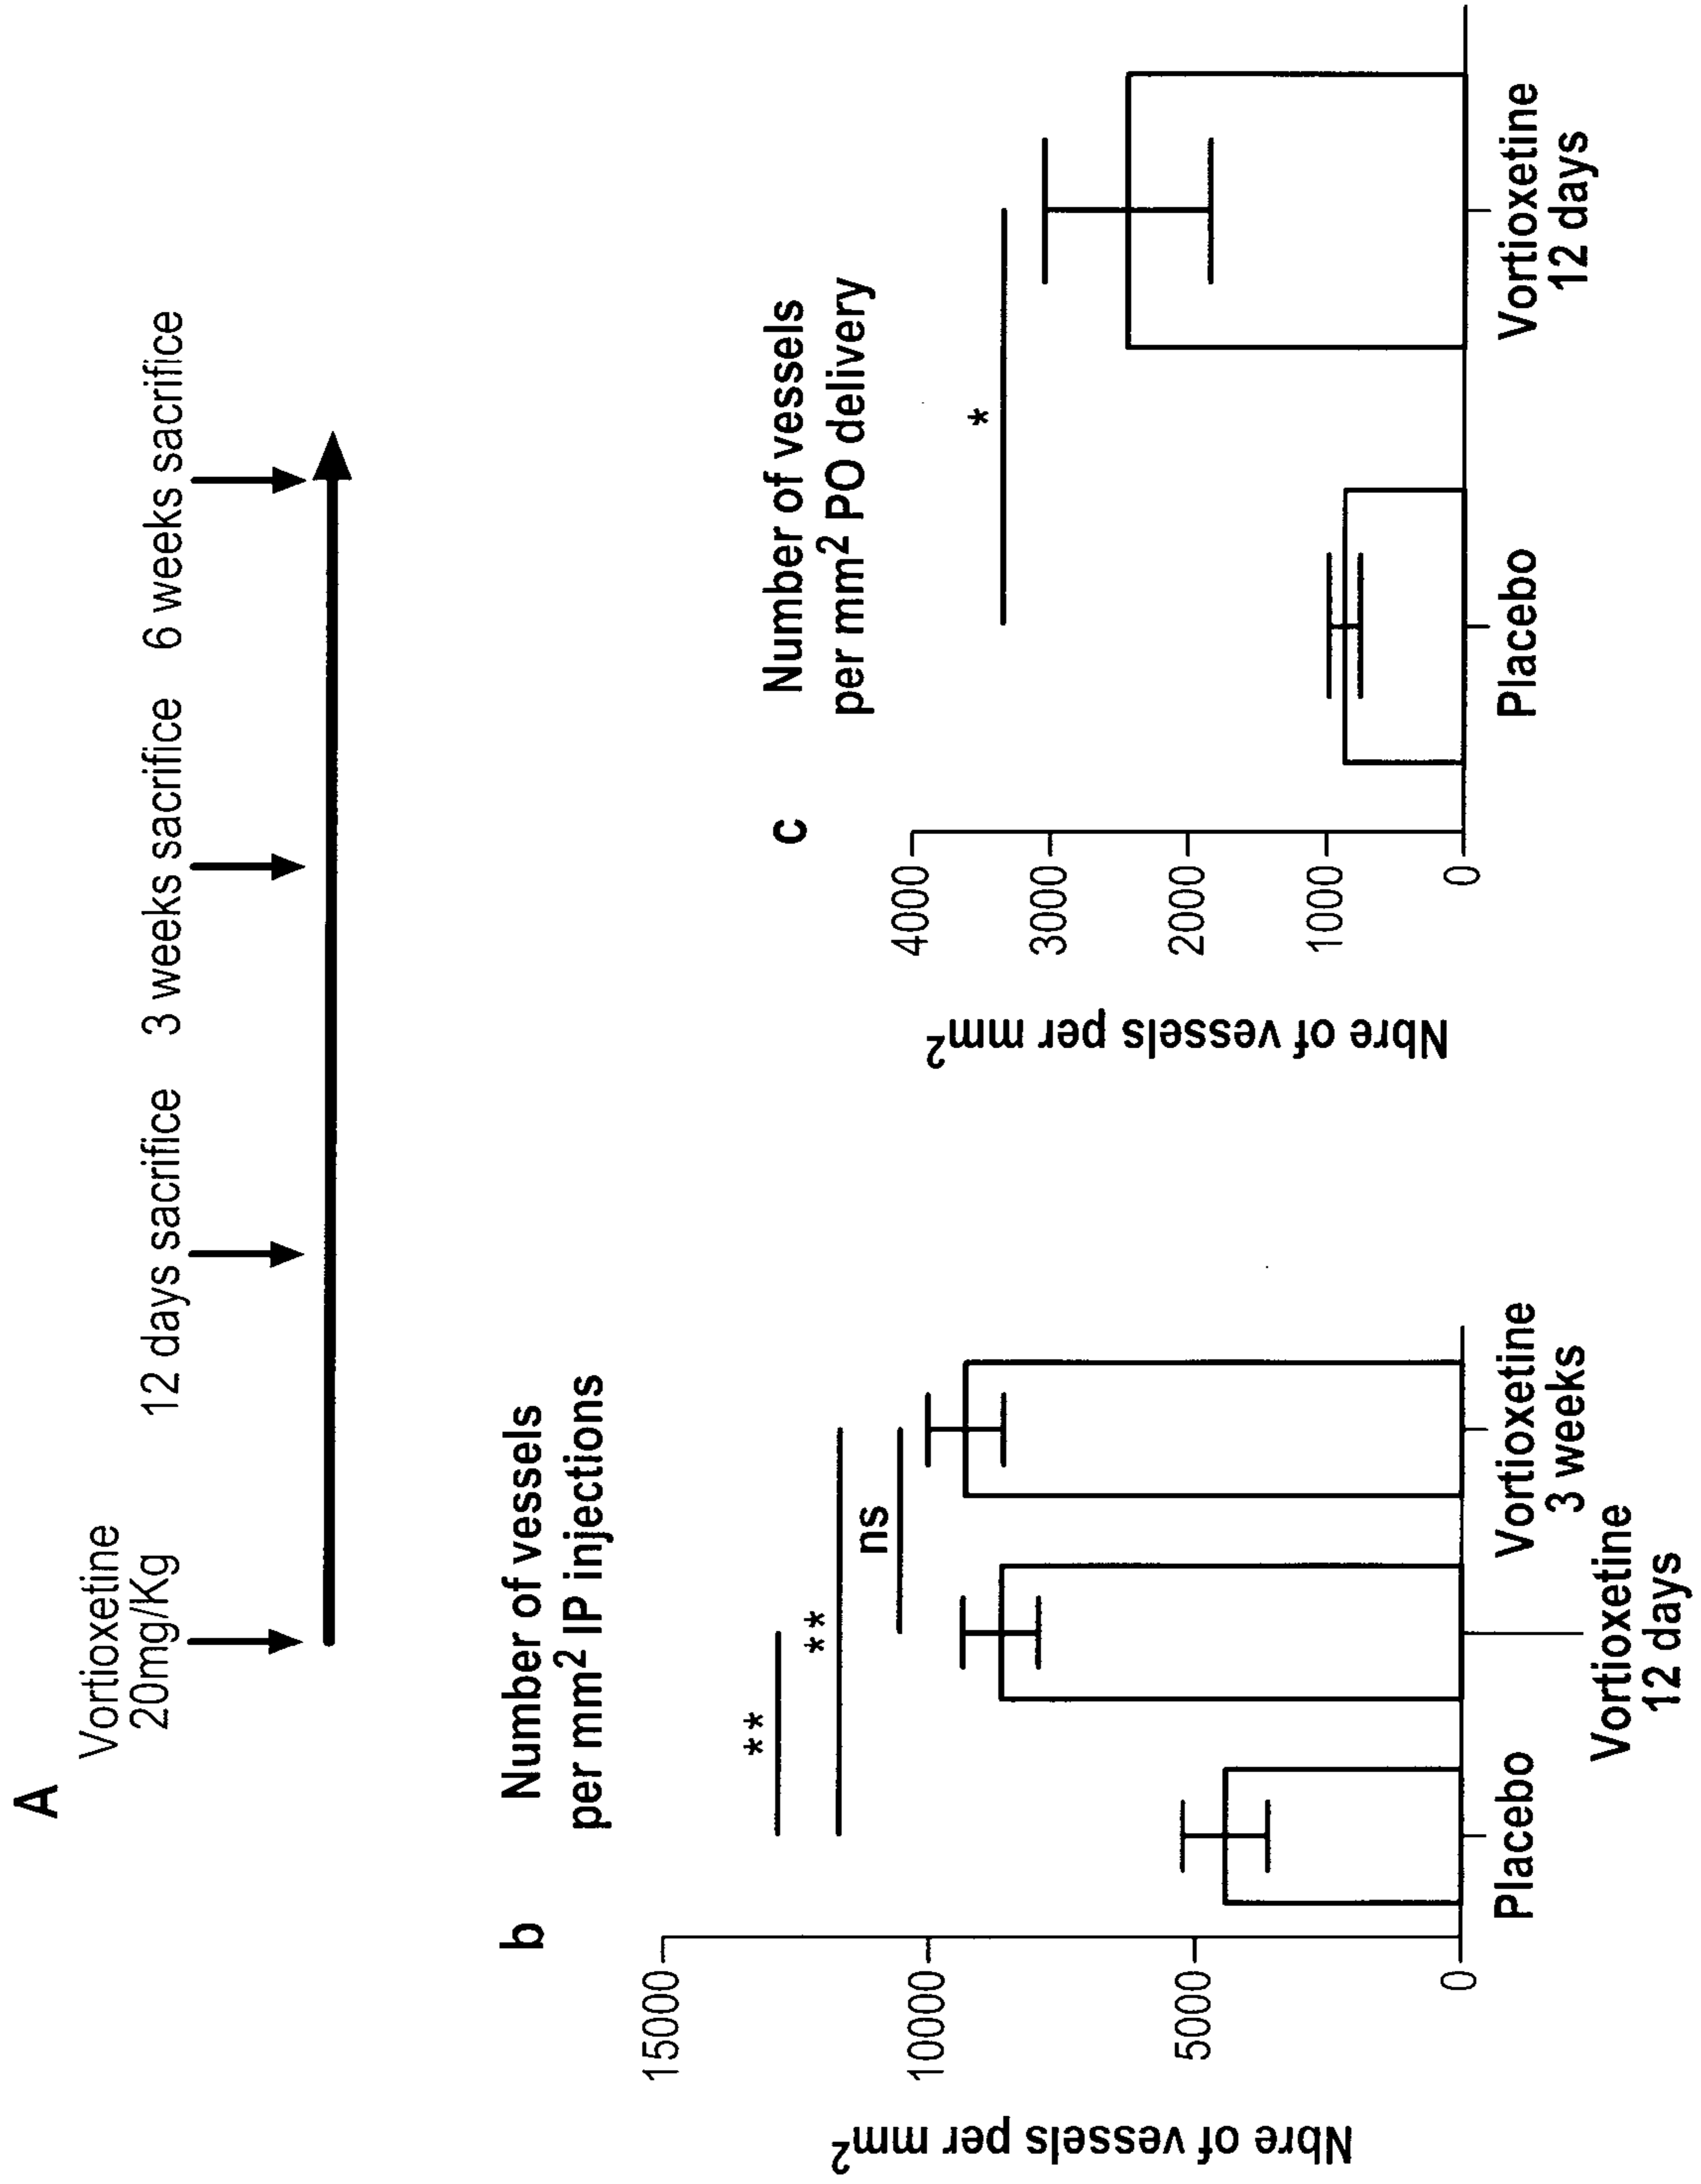 A
Vortioxetine
20mg/Kg
12 days sacrifice
3 weeks sacrifice
6 weeks sacrifice
b
Number of vessels
per mm² IP injections
Nbre of vessels per mm²
15000
10000
5000
0
**
**
ns
Placebo
Vortioxetine
12 days
Vortioxetine
3 weeks
c
Number of vessels
per mm² PO delivery
Nbre of vessels per mm²
4000
3000
2000
1000
0
*
Placebo
Vortioxetine
12 days